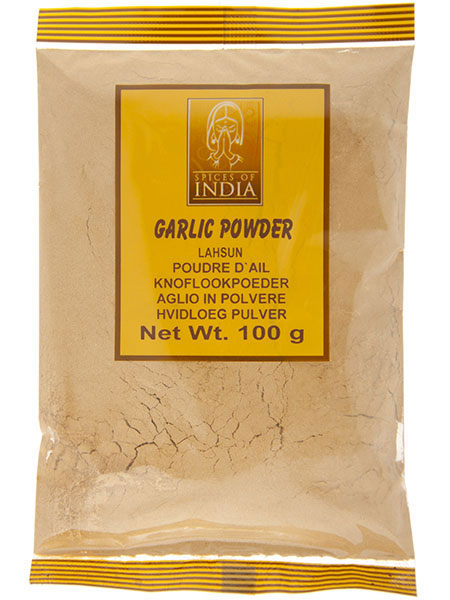 SPICES OF
INDIA
GARLIC POWDER
LAHSUN
POUDRE D`AIL
KNOFLOOKPOEDER
AGLIO IN POLVERE
HVIDLOEG PULVER
Net Wt. 100 g